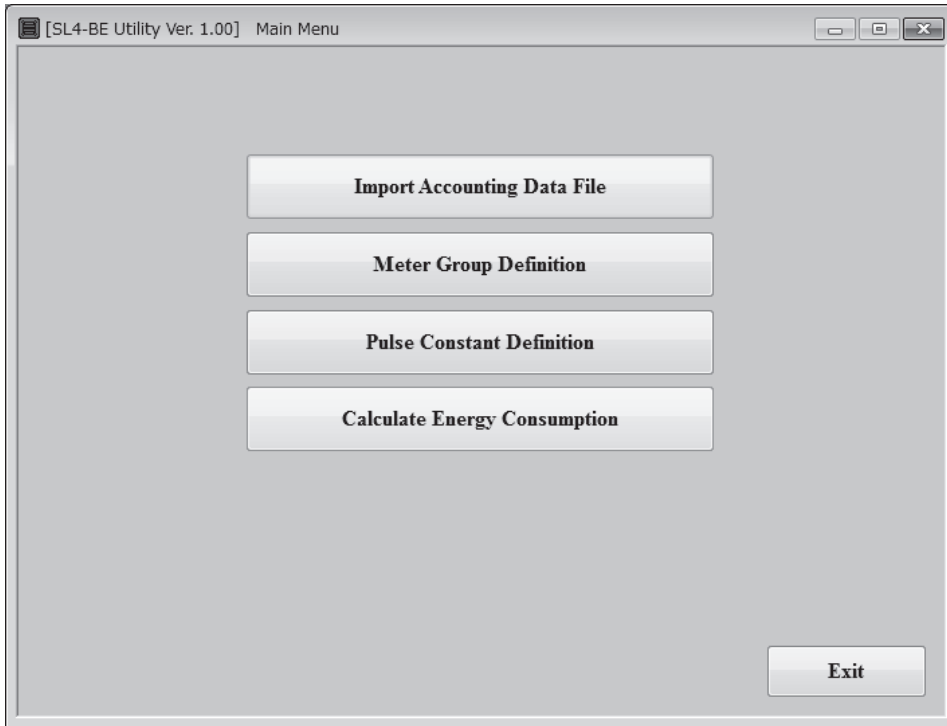 [SL4-BE Utility Ver. 1.00] Main Menu
Import Accounting Data File
Meter Group Definition
Pulse Constant Definition
Calculate Energy Consumption
Exit